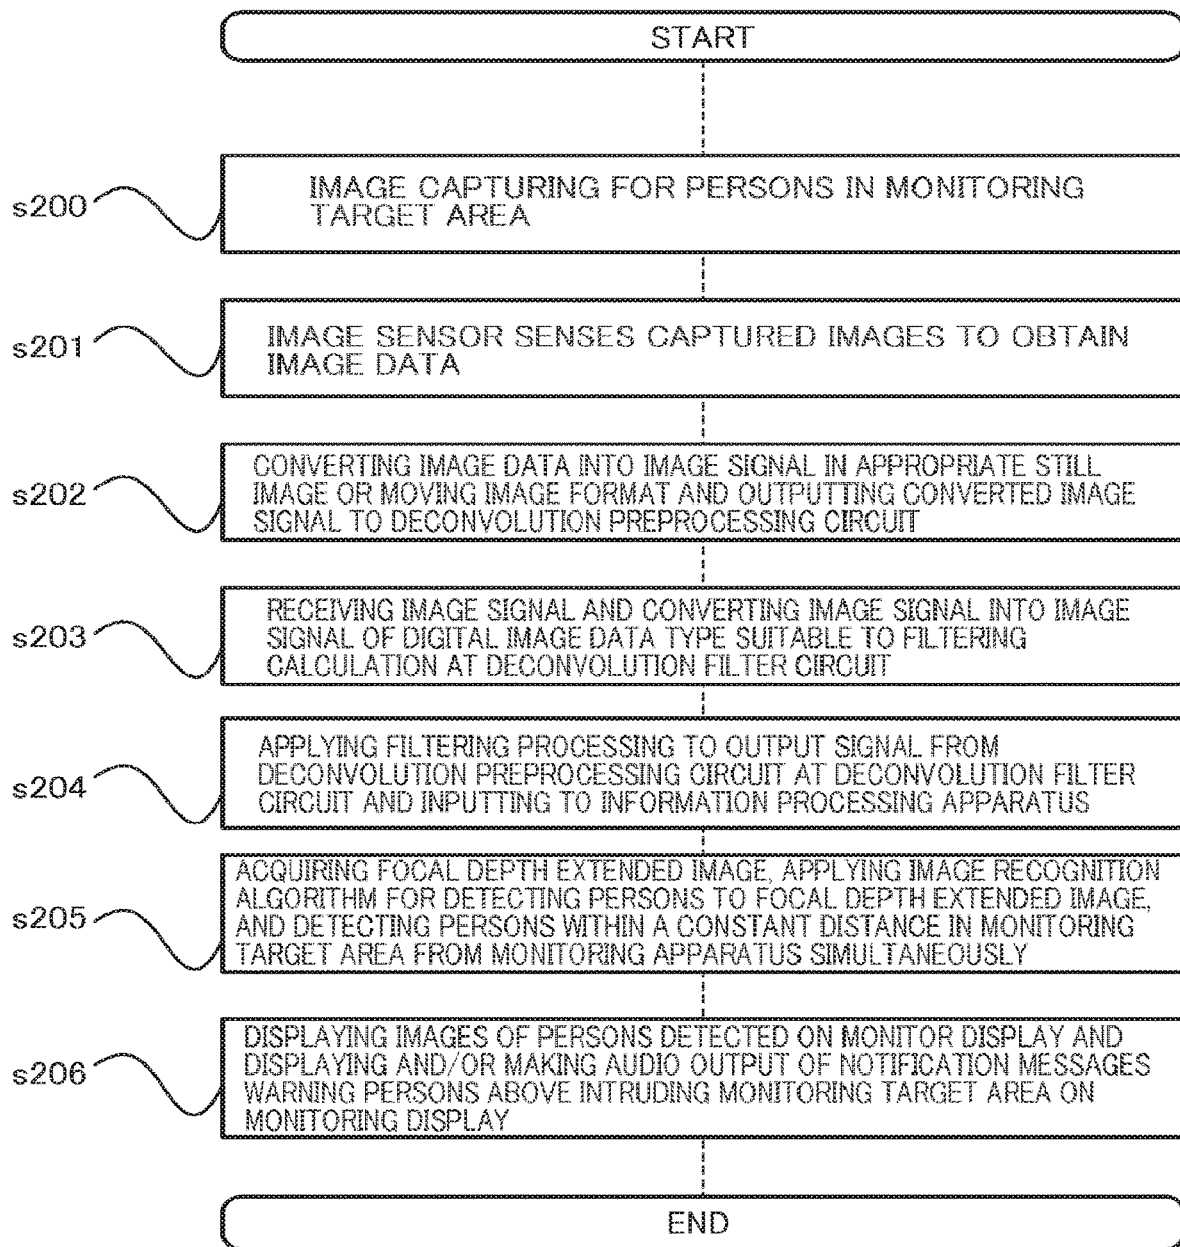 START
s200
IMAGE CAPTURING FOR PERSONS IN MONITORING
TARGET AREA
s201
IMAGE SENSOR SENSES CAPTURED IMAGES TO OBTAIN
IMAGE DATA
s202
CONVERTING IMAGE DATA INTO IMAGE SIGNAL IN APPROPRIATE STILL
IMAGE OR MOVING IMAGE FORMAT AND OUTPUTTING CONVERTED IMAGE
SIGNAL TO DECONVOLUTION PREPROCESSING CIRCUIT
s203
RECEIVING IMAGE SIGNAL AND CONVERTING IMAGE SIGNAL INTO IMAGE
SIGNAL OF DIGITAL IMAGE DATA TYPE SUITABLE TO FILTERING
CALCULATION AT DECONVOLUTION FILTER CIRCUIT
s204
APPLYING FILTERING PROCESSING TO OUTPUT SIGNAL FROM
DECONVOLUTION PREPROCESSING CIRCUIT AT DECONVOLUTION FILTER
CIRCUIT AND INPUTTING TO INFORMATION PROCESSING APPARATUS
s205
ACQUIRING FOCAL DEPTH EXTENDED IMAGE, APPLYING IMAGE RECOGNITION
ALGORITHM FOR DETECTING PERSONS TO FOCAL DEPTH EXTENDED IMAGE,
AND DETECTING PERSONS WITHIN A CONSTANT DISTANCE IN MONITORING
TARGET AREA FROM MONITORING APPARATUS SIMULTANEOUSLY
s206
DISPLAYING IMAGES OF PERSONS DETECTED ON MONITOR DISPLAY AND
DISPLAYING AND/OR MAKING AUDIO OUTPUT OF NOTIFICATION MESSAGES
WARNING PERSONS ABOVE INTRUDING MONITORING TARGET AREA ON
MONITORING DISPLAY
END